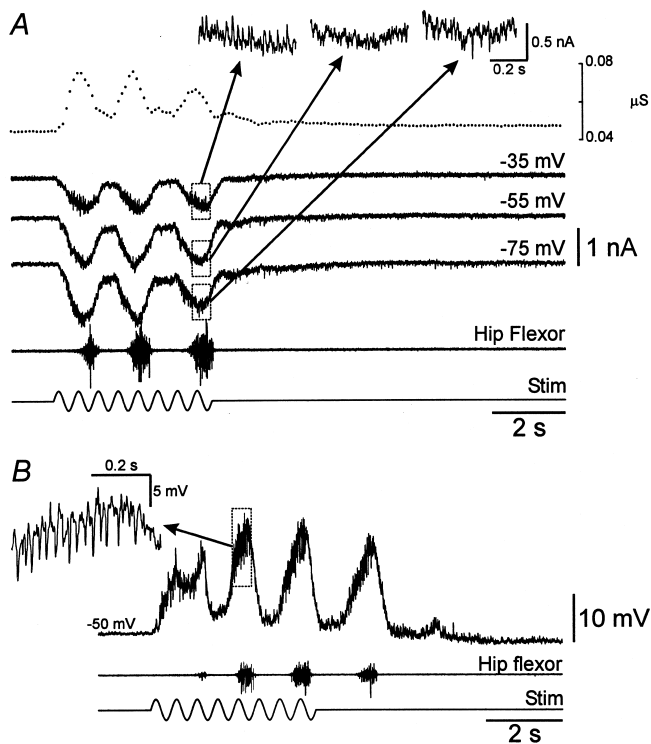 A
0.5 nA
0.2 s
0.08
μS
0.04
-35 mV
-55 mV
-75 mV
1 nA
Hip Flexor
Stim
2 s
B
0.2 s
5 mV
-50 mV
10 mV
Hip flexor
Stim
2 s